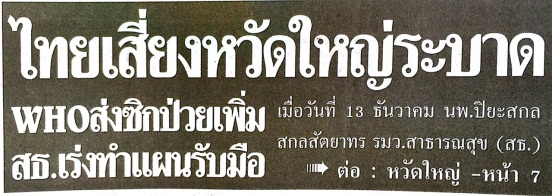 ไทยเสี่ยงหวัดใหญ่ระบาด
WHOส่งซิกป่วยเพิ่ม
สธ.เร่งทำแผนรับมือ
เมื่อวันที่ 13 ธันวาคม นพ.ปิยะสกล
สกลสัตยาทร รมว.สาธารณสุข (สธ.)
➠ ต่อ : หวัดใหญ่ -หน้า 7